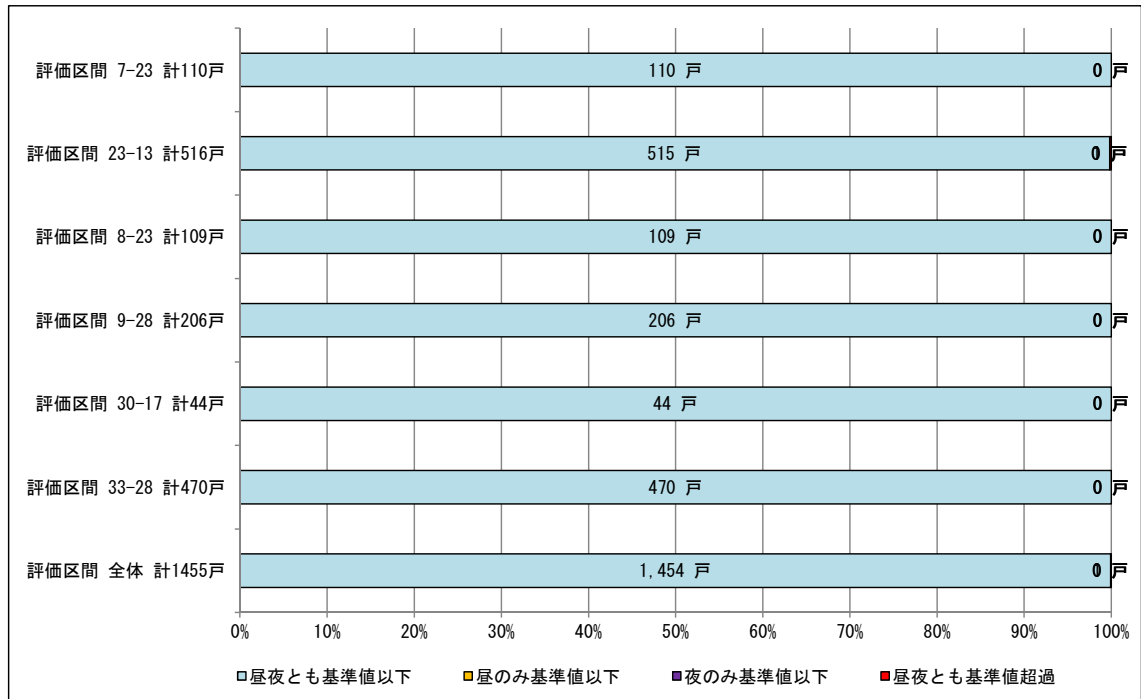 評価区間 7-23 計110戸 110 戸 0 戸
評価区間 23-13 計516戸 515 戸 0 戸
評価区間 8-23 計109戸 109 戸 0 戸
評価区間 9-28 計206戸 206 戸 0 戸
評価区間 30-17 計44戸 44 戸 0 戸
評価区間 33-28 計470戸 470 戸 0 戸
評価区間 全体 計1455戸 1,454 戸 0 戸
0% 10% 20% 30% 40% 50% 60% 70% 80% 90% 100%
昼夜とも基準値以下 昼のみ基準値以下 夜のみ基準値以下 昼夜とも基準値超過